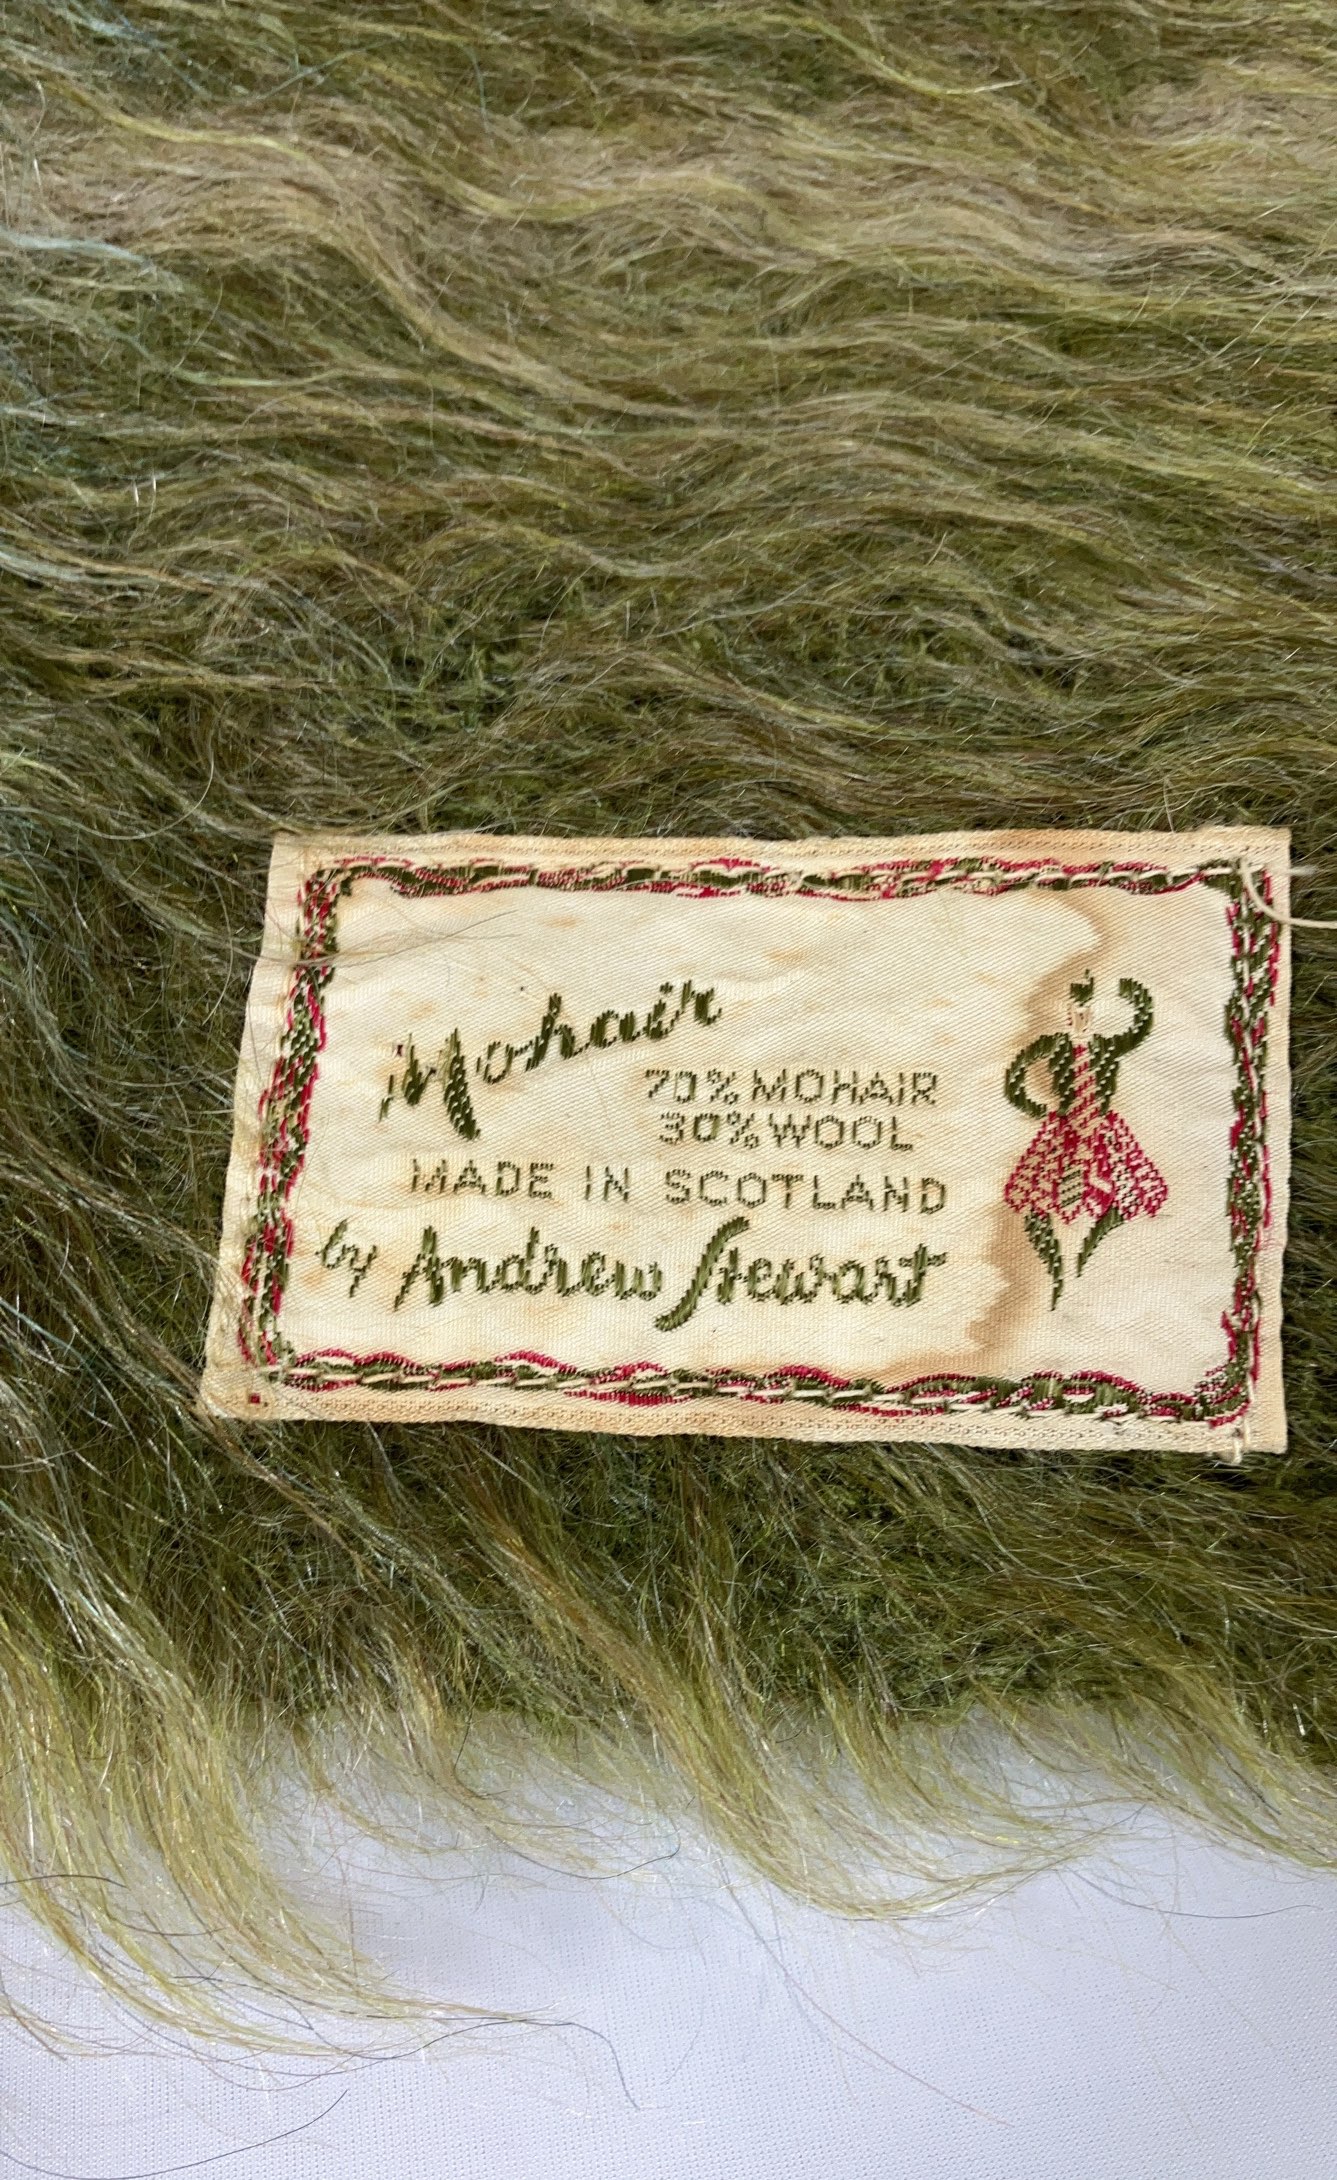 Mohair
70% MOHAIR
30% WOOL
MADE IN SCOTLAND
by Andrew Stewart